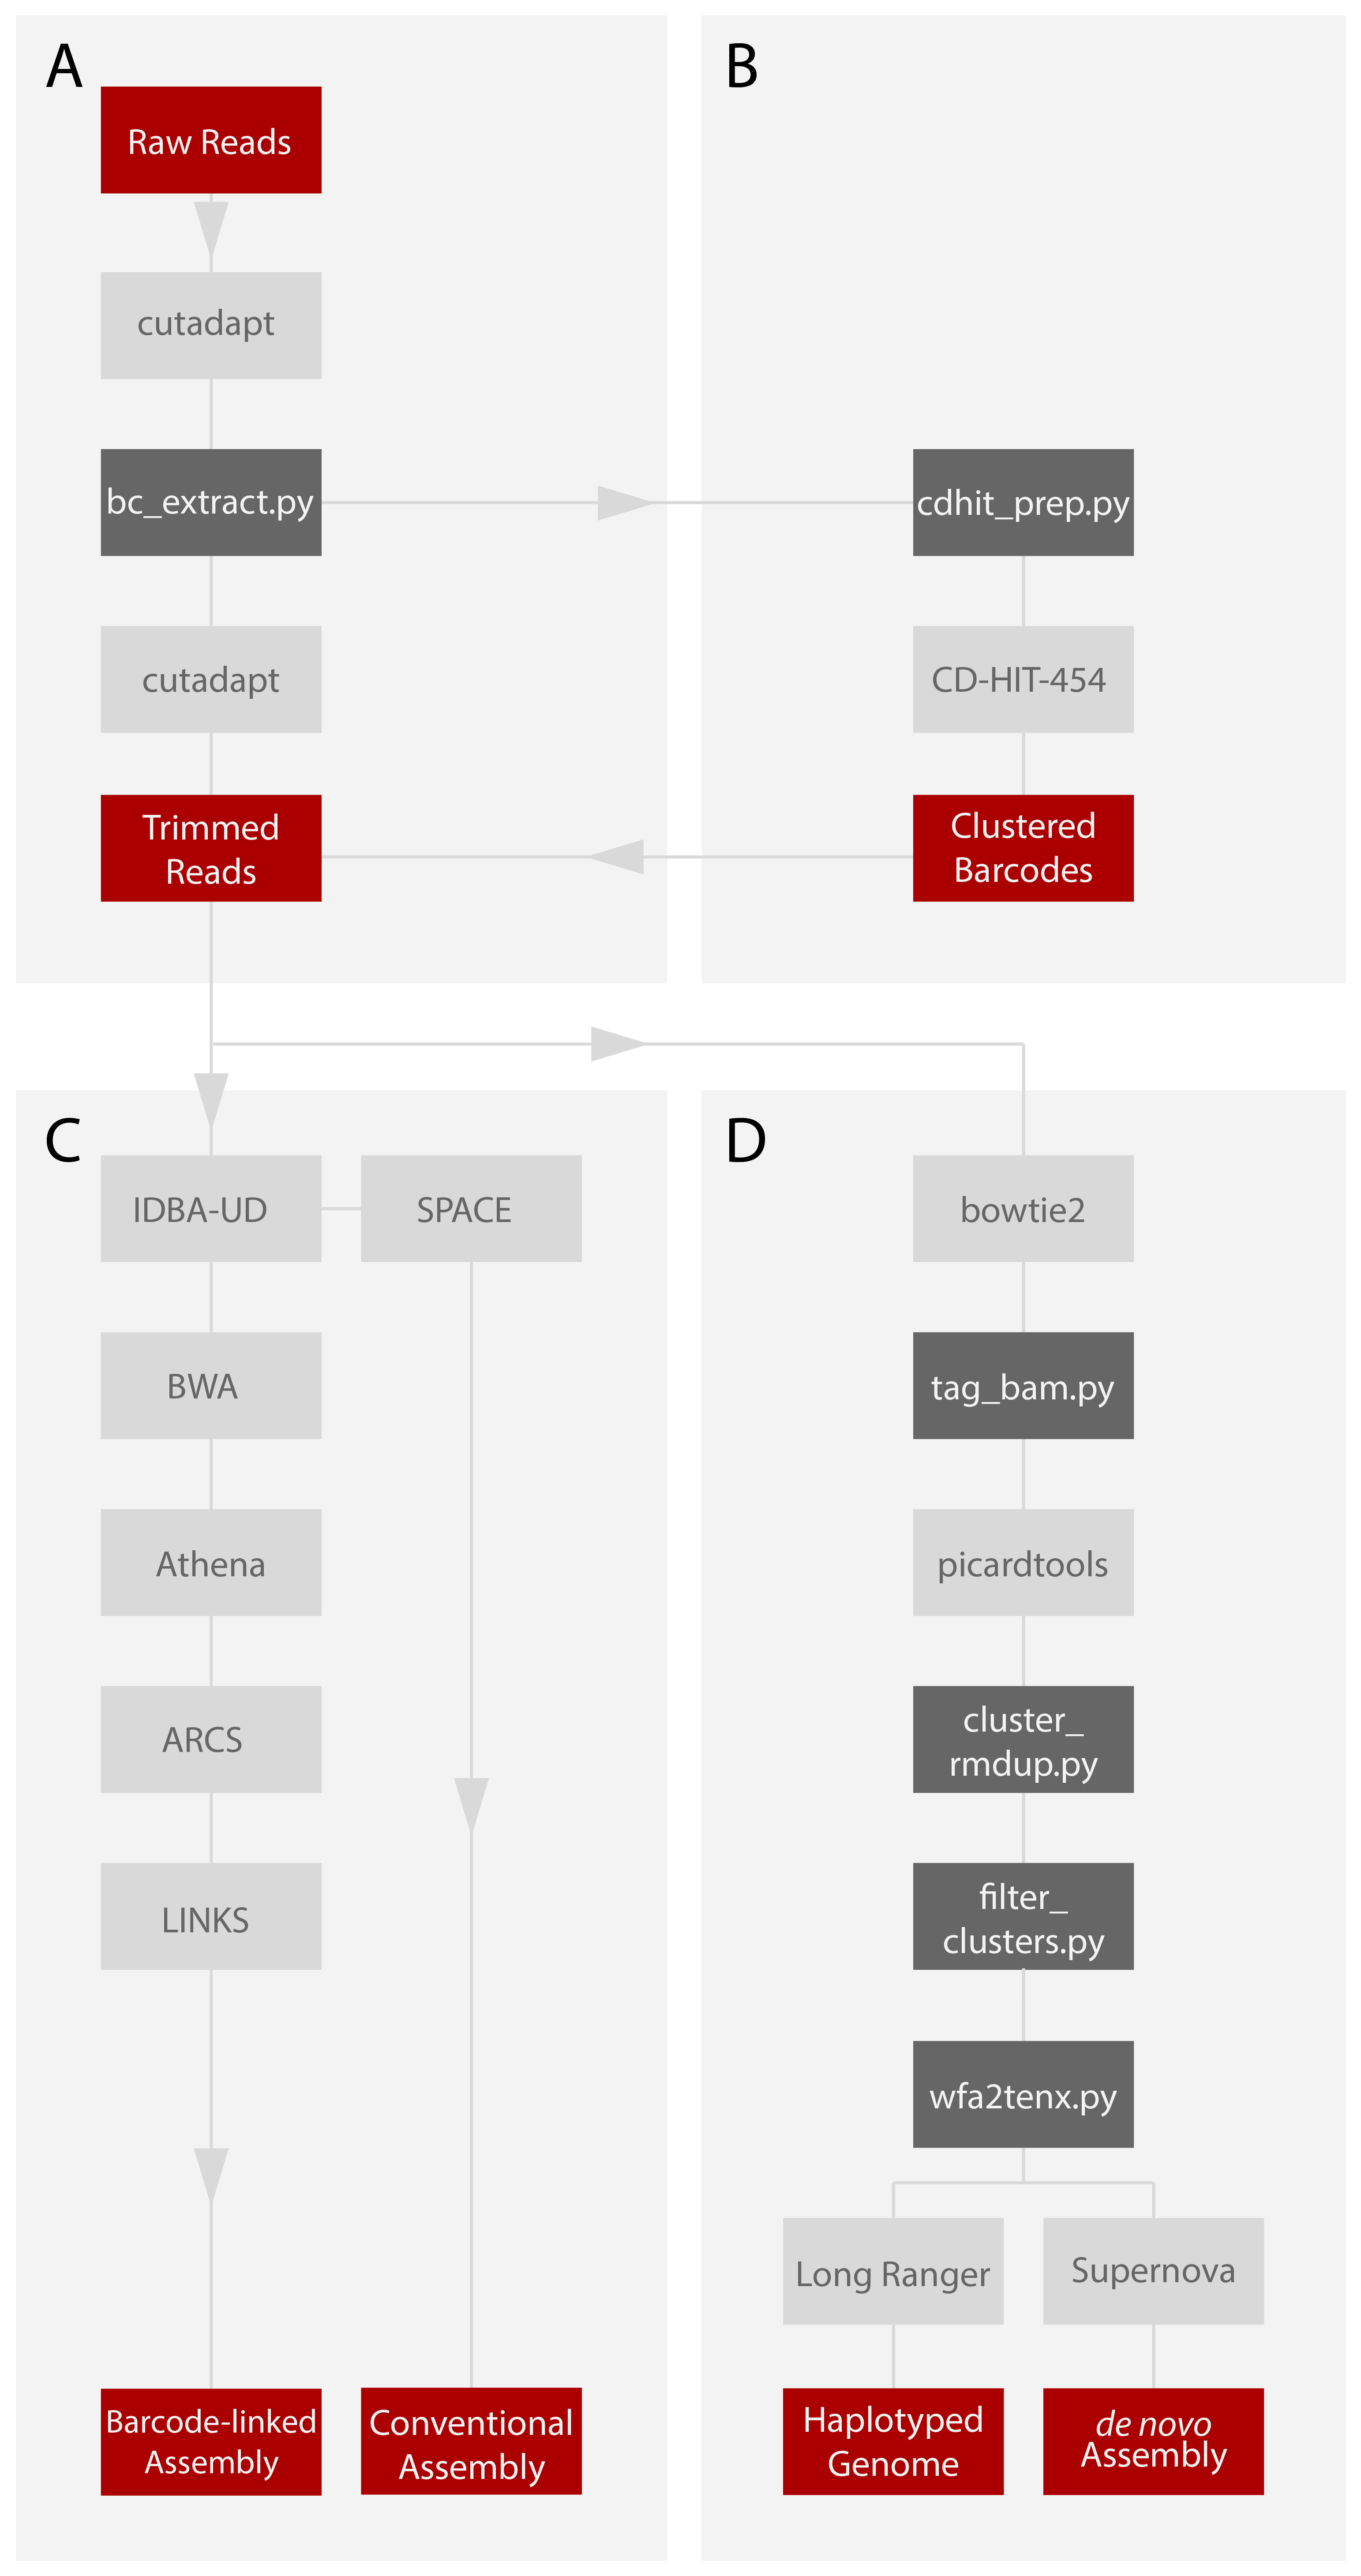 A
Raw Reads
cutadapt
bc_extract.py
cutadapt
Trimmed
Reads
B
cdhit_prep.py
CD-HIT-454
Clustered
Barcodes
C
IDBA-UD
SPACE
BWA
Athena
ARCS
LINKS
Barcode-linked
Assembly
Conventional
Assembly
D
bowtie2
tag_bam.py
picardtools
cluster_
rmdup.py
filter_
clusters.py
wfa2tenx.py
Long Ranger
Supernova
Haplotyped
Genome
de novo
Assembly